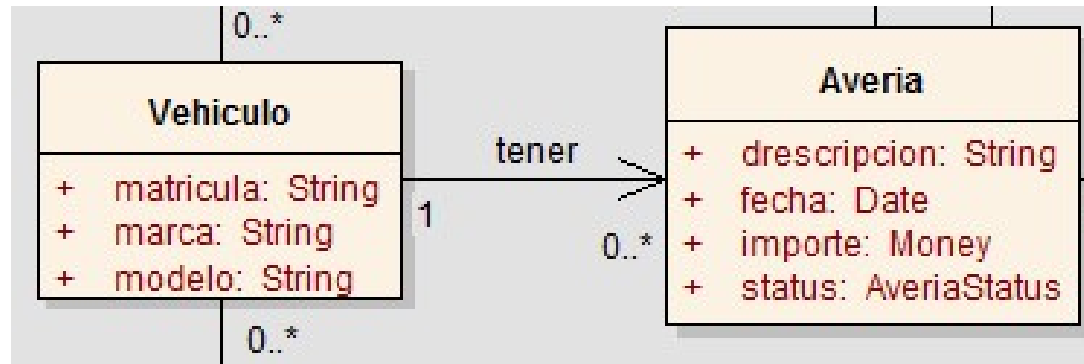 0..*
Vehiculo
+ matricula: String
+ marca: String
+ modelo: String
0..*
tener
1
0..*
Averia
+ drescripcion: String
+ fecha: Date
+ importe: Money
+ status: AveriaStatus